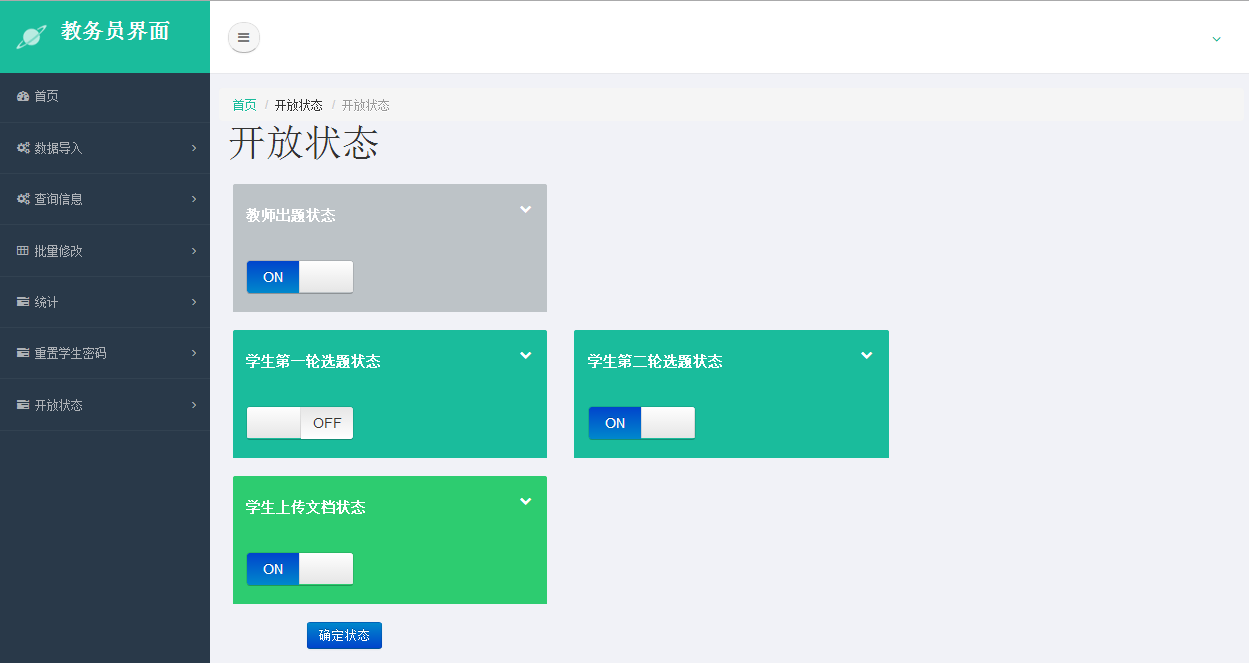 教务员界面
首页
数据导入
查询信息
批量修改
统计
重置学生密码
开放状态
首页 / 开放状态 / 开放状态
开放状态
教师出题状态
ON
学生第一轮选题状态
OFF
学生第二轮选题状态
ON
学生上传文档状态
ON
确定状态